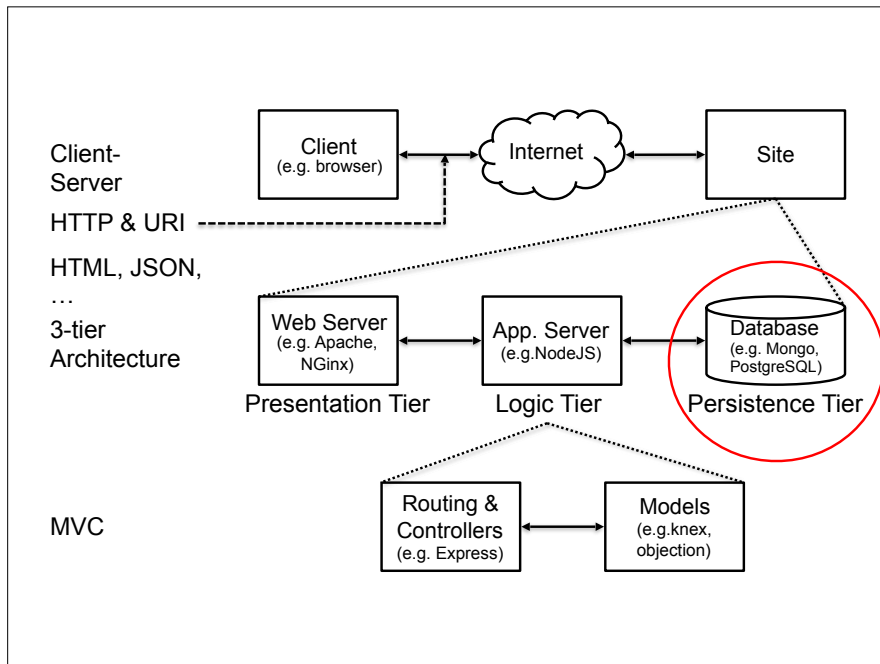 Client
(e.g. browser)
Internet
Site
Client-
Server
HTTP & URI
HTML, JSON,
…
3-tier
Architecture
Web Server
(e.g. Apache,
NGinx)
App. Server
(e.g.NodeJS)
Database
(e.g. Mongo,
PostgreSQL)
Presentation Tier
Logic Tier
Persistence Tier
MVC
Routing &
Controllers
(e.g. Express)
Models
(e.g.knex,
objection)